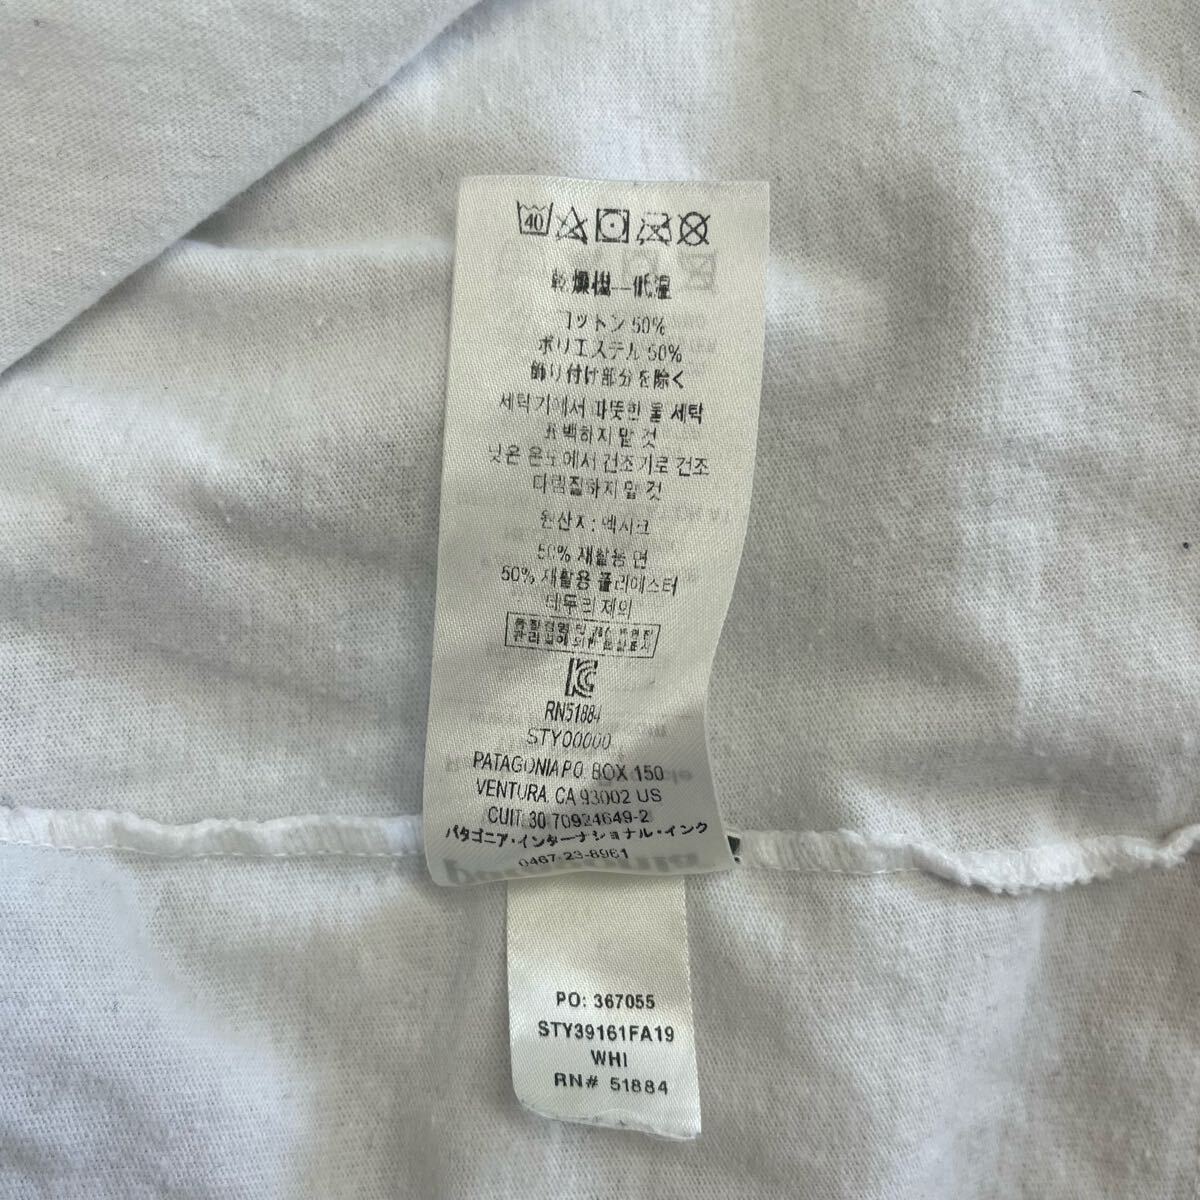 40
乾燥機—低温
コットン 50%
ポリエステル 50%
飾り付け部分を除く
세탁기에서 따뜻한 물 세탁
표백하지 말 것
낮은 온도에서 건조기로 건조
다림질하지 말 것
원산지: 멕시코
50% 재활용 면
50% 재활용 폴리에스터
테두리 제외
RN51884
STY00000
PATAGONIA P.O. BOX 150
VENTURA, CA 93002 US
CUIT: 30 70924649-2
パタゴニア・インターナショナル・インク
0467-23-8961
PO: 367055
STY39161FA19
WHI
RN# 51884